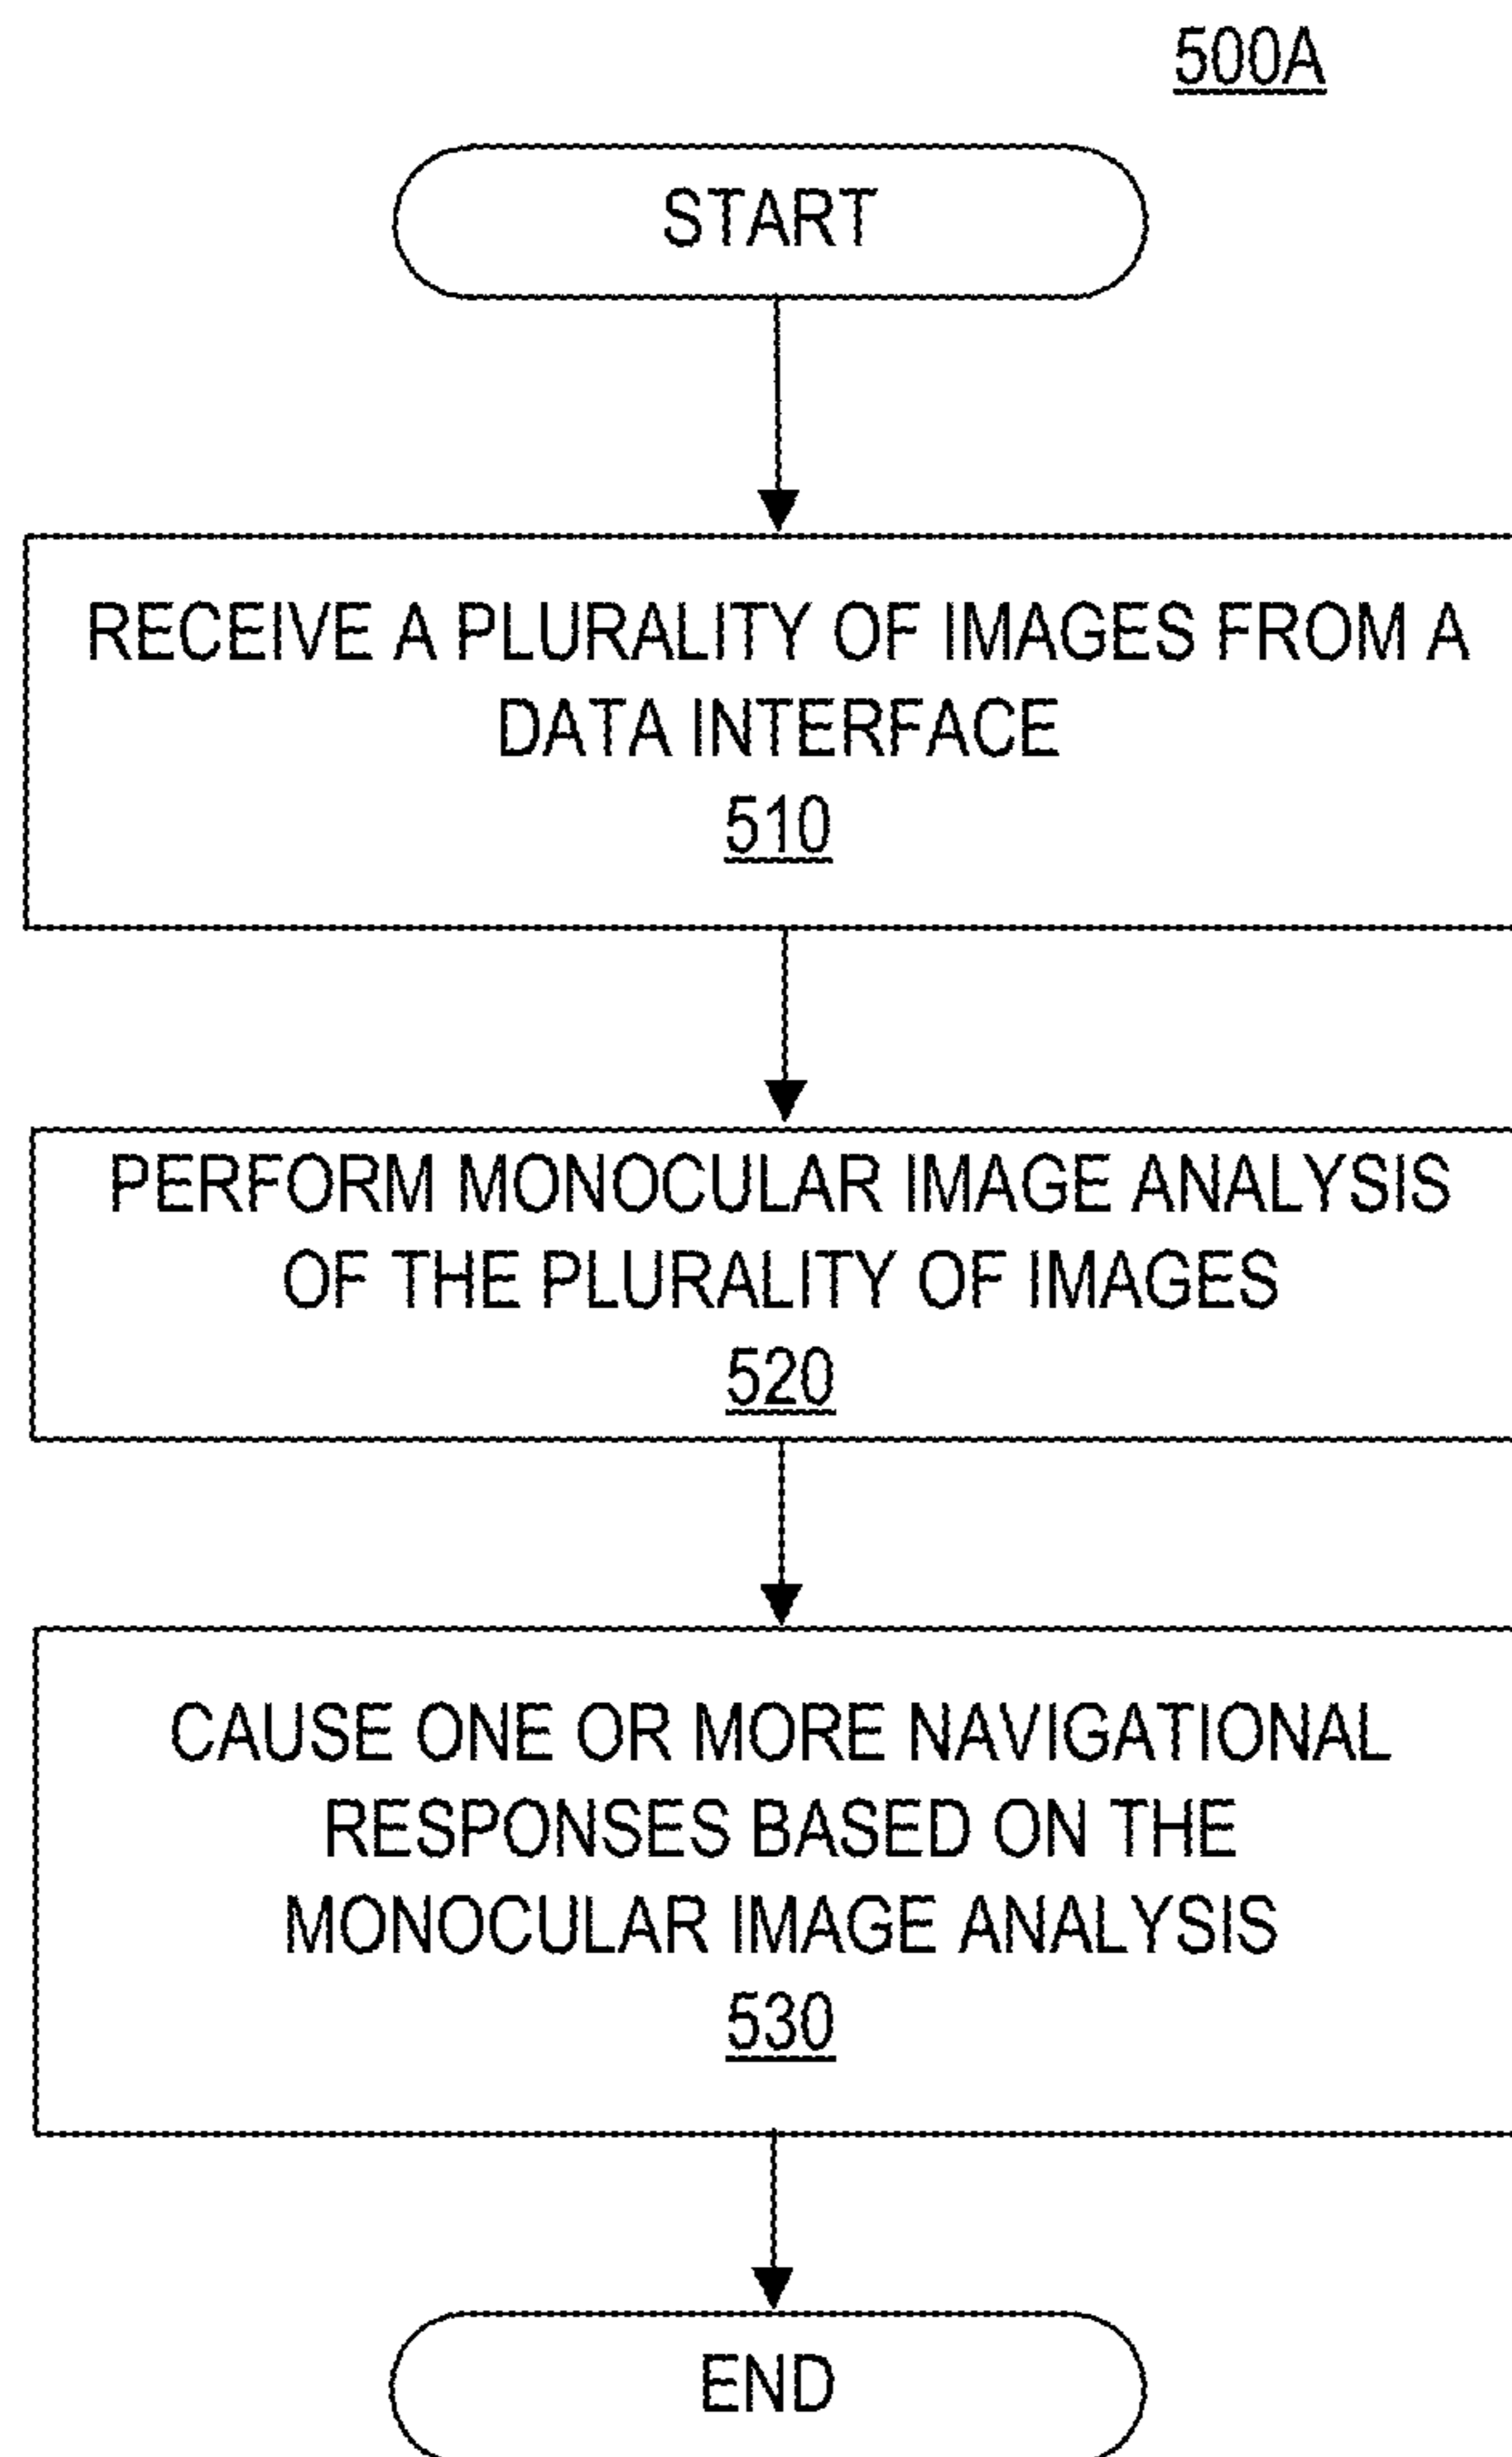 500A
START
RECEIVE A PLURALITY OF IMAGES FROM A
DATA INTERFACE
510
PERFORM MONOCULAR IMAGE ANALYSIS
OF THE PLURALITY OF IMAGES
520
CAUSE ONE OR MORE NAVIGATIONAL
RESPONSES BASED ON THE
MONOCULAR IMAGE ANALYSIS
530
END